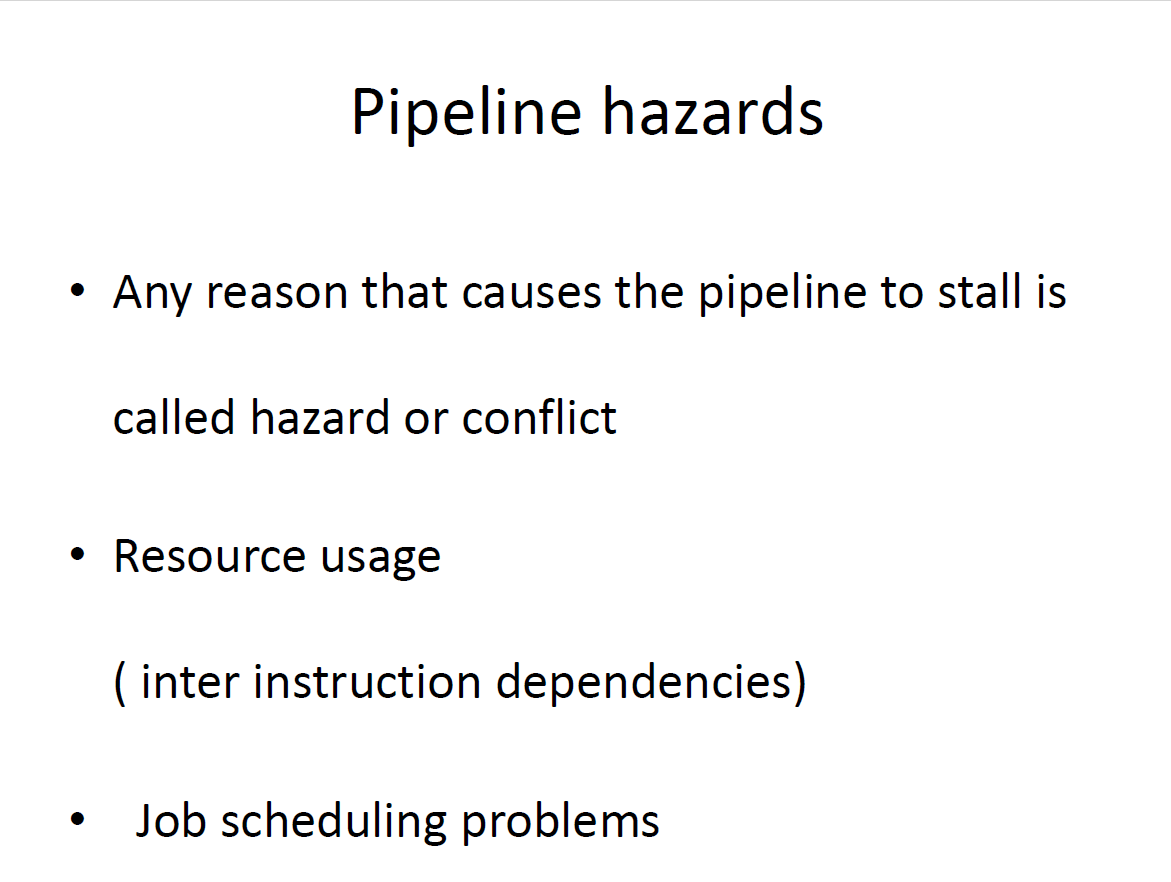 Pipeline hazards
• Any reason that causes the pipeline to stall is
called hazard or conflict
• Resource usage
( inter instruction dependencies)
• Job scheduling problems